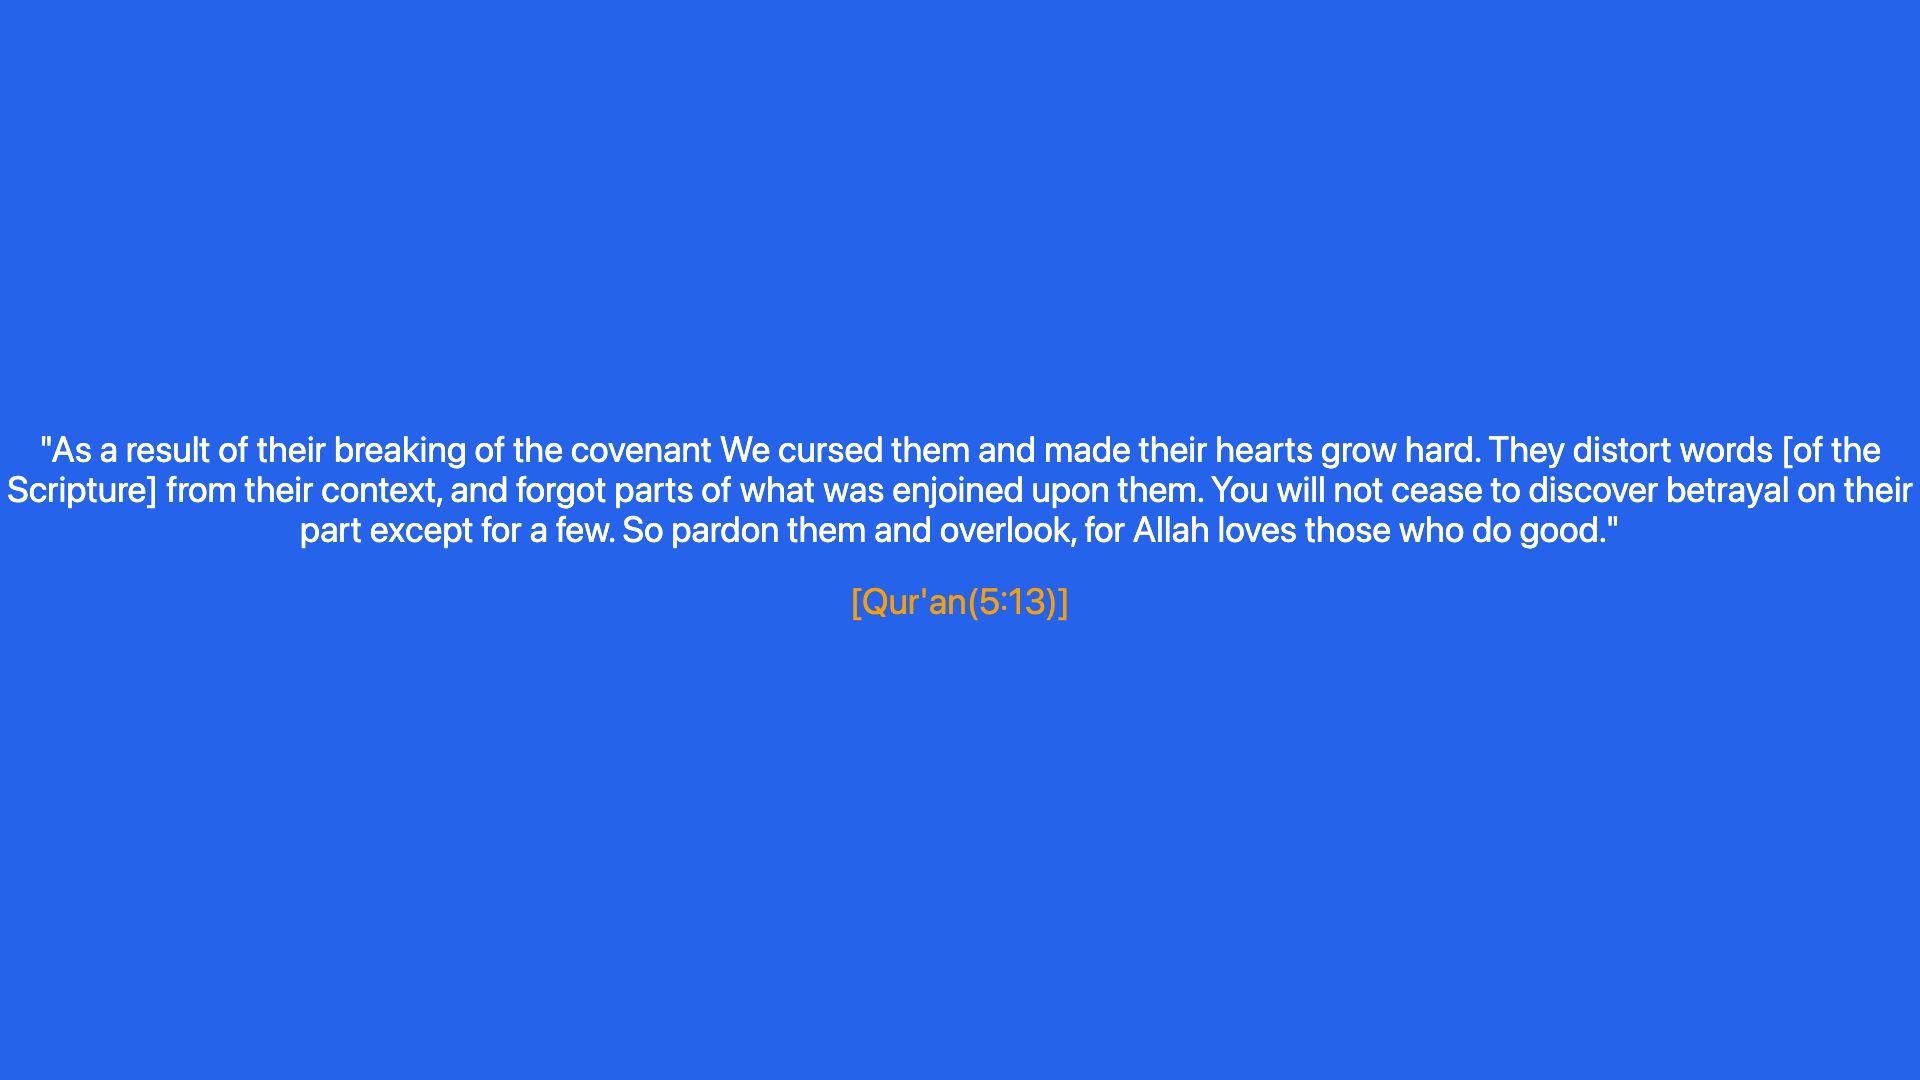 "As a result of their breaking of the covenant We cursed them and made their hearts grow hard. They distort words [of the
Scripture] from their context, and forgot parts of what was enjoined upon them. You will not cease to discover betrayal on their
part except for a few. So pardon them and overlook, for Allah loves those who do good."
[Qur'an(5:13)]